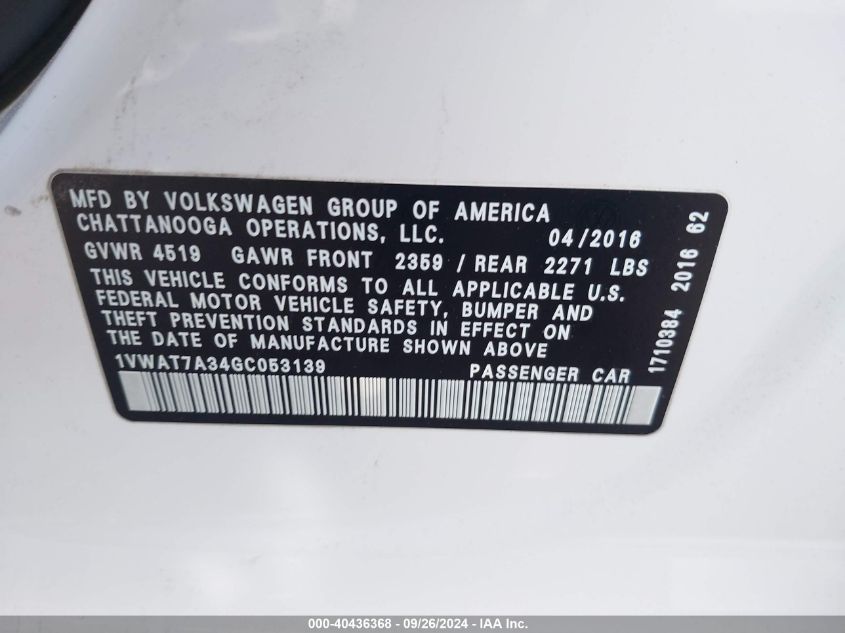 MFD BY VOLKSWAGEN GROUP OF AMERICA
CHATTANOOGA OPERATIONS, LLC. 04/2016
GVWR 4519 GAWR FRONT 2359 / REAR 2271 LBS
THIS VEHICLE CONFORMS TO ALL APPLICABLE U.S.
FEDERAL MOTOR VEHICLE SAFETY, BUMPER AND
THEFT PREVENTION STANDARDS IN EFFECT ON
THE DATE OF MANUFACTURE SHOWN ABOVE
1VWAT7A34GC053139 PASSENGER CAR
1710384 2016 62
000-40436368 - 09/26/2024 - IAA Inc.